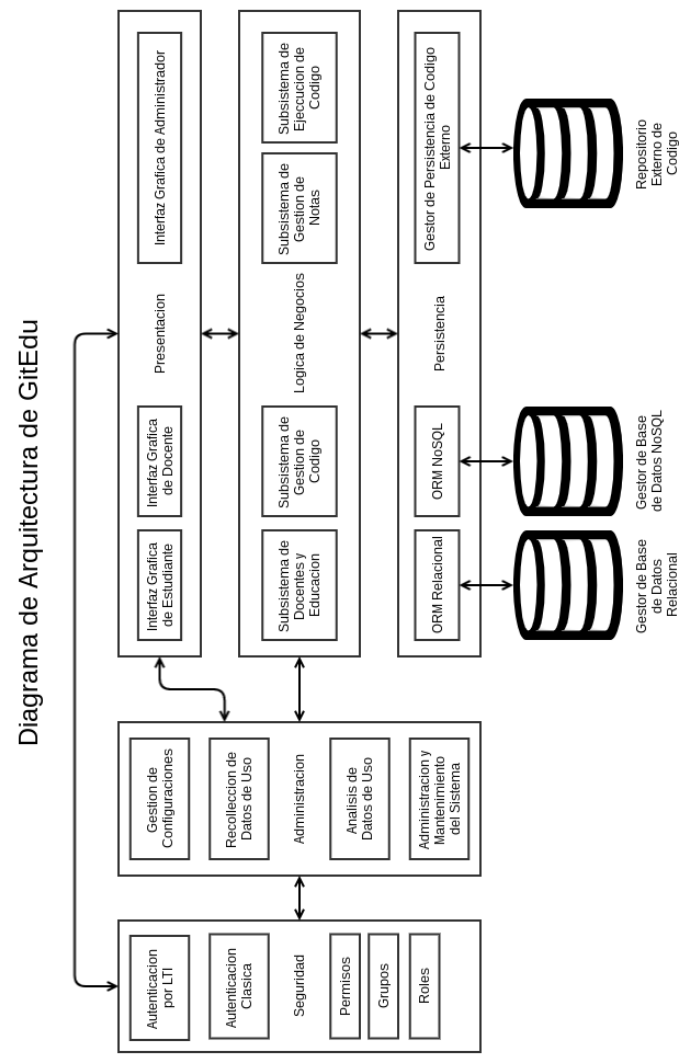 Diagrama de Arquitectura de GitEdu
Autenticacion
por LTI
Autenticacion
Clasica
Seguridad
Permisos
Grupos
Roles
Gestion de
Configuraciones
Recolleccion de
Datos de Uso
Administracion
Analisis de
Datos de Uso
Administracion y
Mantenimiento
del Sistema
Interfaz Grafica
de Estudiante
Interfaz Grafica
de Docente
Presentacion
Interfaz Grafica de Administrador
Subsistema de
Docentes y
Educacion
Subsistema de
Gestion de
Codigo
Logica de Negocios
Subsistema de
Gestion de
Notas
Subsistema de
Ejeccucion de
Codigo
ORM Relacional
ORM NoSQL
Persistencia
Gestor de Persistencia de Codigo
Externo
Gestor de Base
de Datos
Relacional
Gestor de Base
de Datos NoSQL
Repositorio
Externo de
Codigo